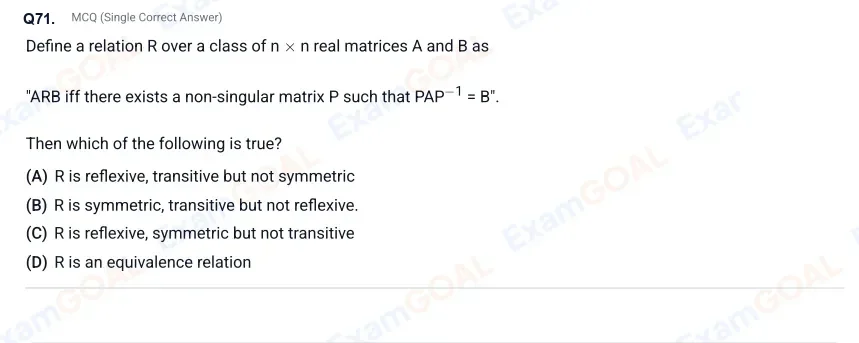 Q71. MCQ (Single Correct Answer)
Define a relation R over a class of n × n real matrices A and B as
"ARB iff there exists a non-singular matrix P such that PAP⁻¹ = B".
Then which of the following is true?
(A) R is reflexive, transitive but not symmetric
(B) R is symmetric, transitive but not reflexive.
(C) R is reflexive, symmetric but not transitive
(D) R is an equivalence relation
ExamGOAL